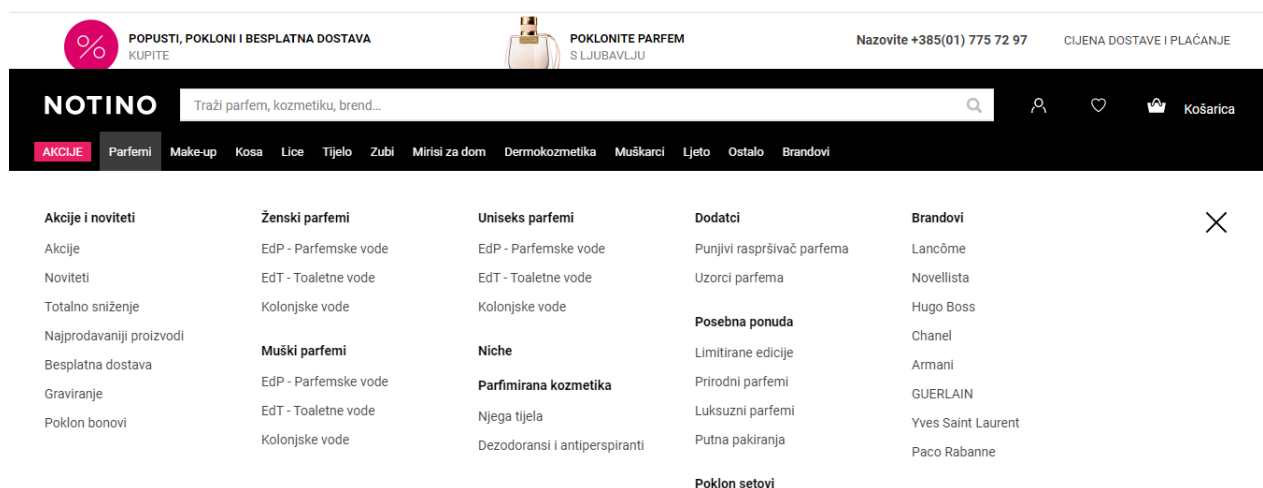 POPUSTI, POKLONI I BESPLATNA DOSTAVA
KUPITE
POKLONITE PARFEM
S LJUBAVLJU
Nazovite +385(01) 775 72 97
CIJENA DOSTAVE I PLAĆANJE
NOTINO
Traži parfem, kozmetiku, brend...
Košarica
AKCIJE Parfemi Make-up Kosa Lice Tijelo Zubi Mirisi za dom Dermokozmetika Muškarci Ljeto Ostalo Brandovi
Akcije i noviteti
Akcije
Noviteti
Totalno sniženje
Najprodavaniji proizvodi
Besplatna dostava
Graviranje
Poklon bonovi
Ženski parfemi
EdP - Parfemske vode
EdT - Toaletne vode
Kolonjske vode
Muški parfemi
EdP - Parfemske vode
EdT - Toaletne vode
Kolonjske vode
Uniseks parfemi
EdP - Parfemske vode
EdT - Toaletne vode
Kolonjske vode
Niche
Parfimirana kozmetika
Njega tijela
Dezodoransi i antiperspiranti
Dodatci
Punjivi raspršivač parfema
Uzorci parfema
Posebna ponuda
Limitirane edicije
Prirodni parfemi
Luksuzni parfemi
Putna pakiranja
Poklon setovi
Brandovi
Lancôme
Novellista
Hugo Boss
Chanel
Armani
GUERLAIN
Yves Saint Laurent
Paco Rabanne